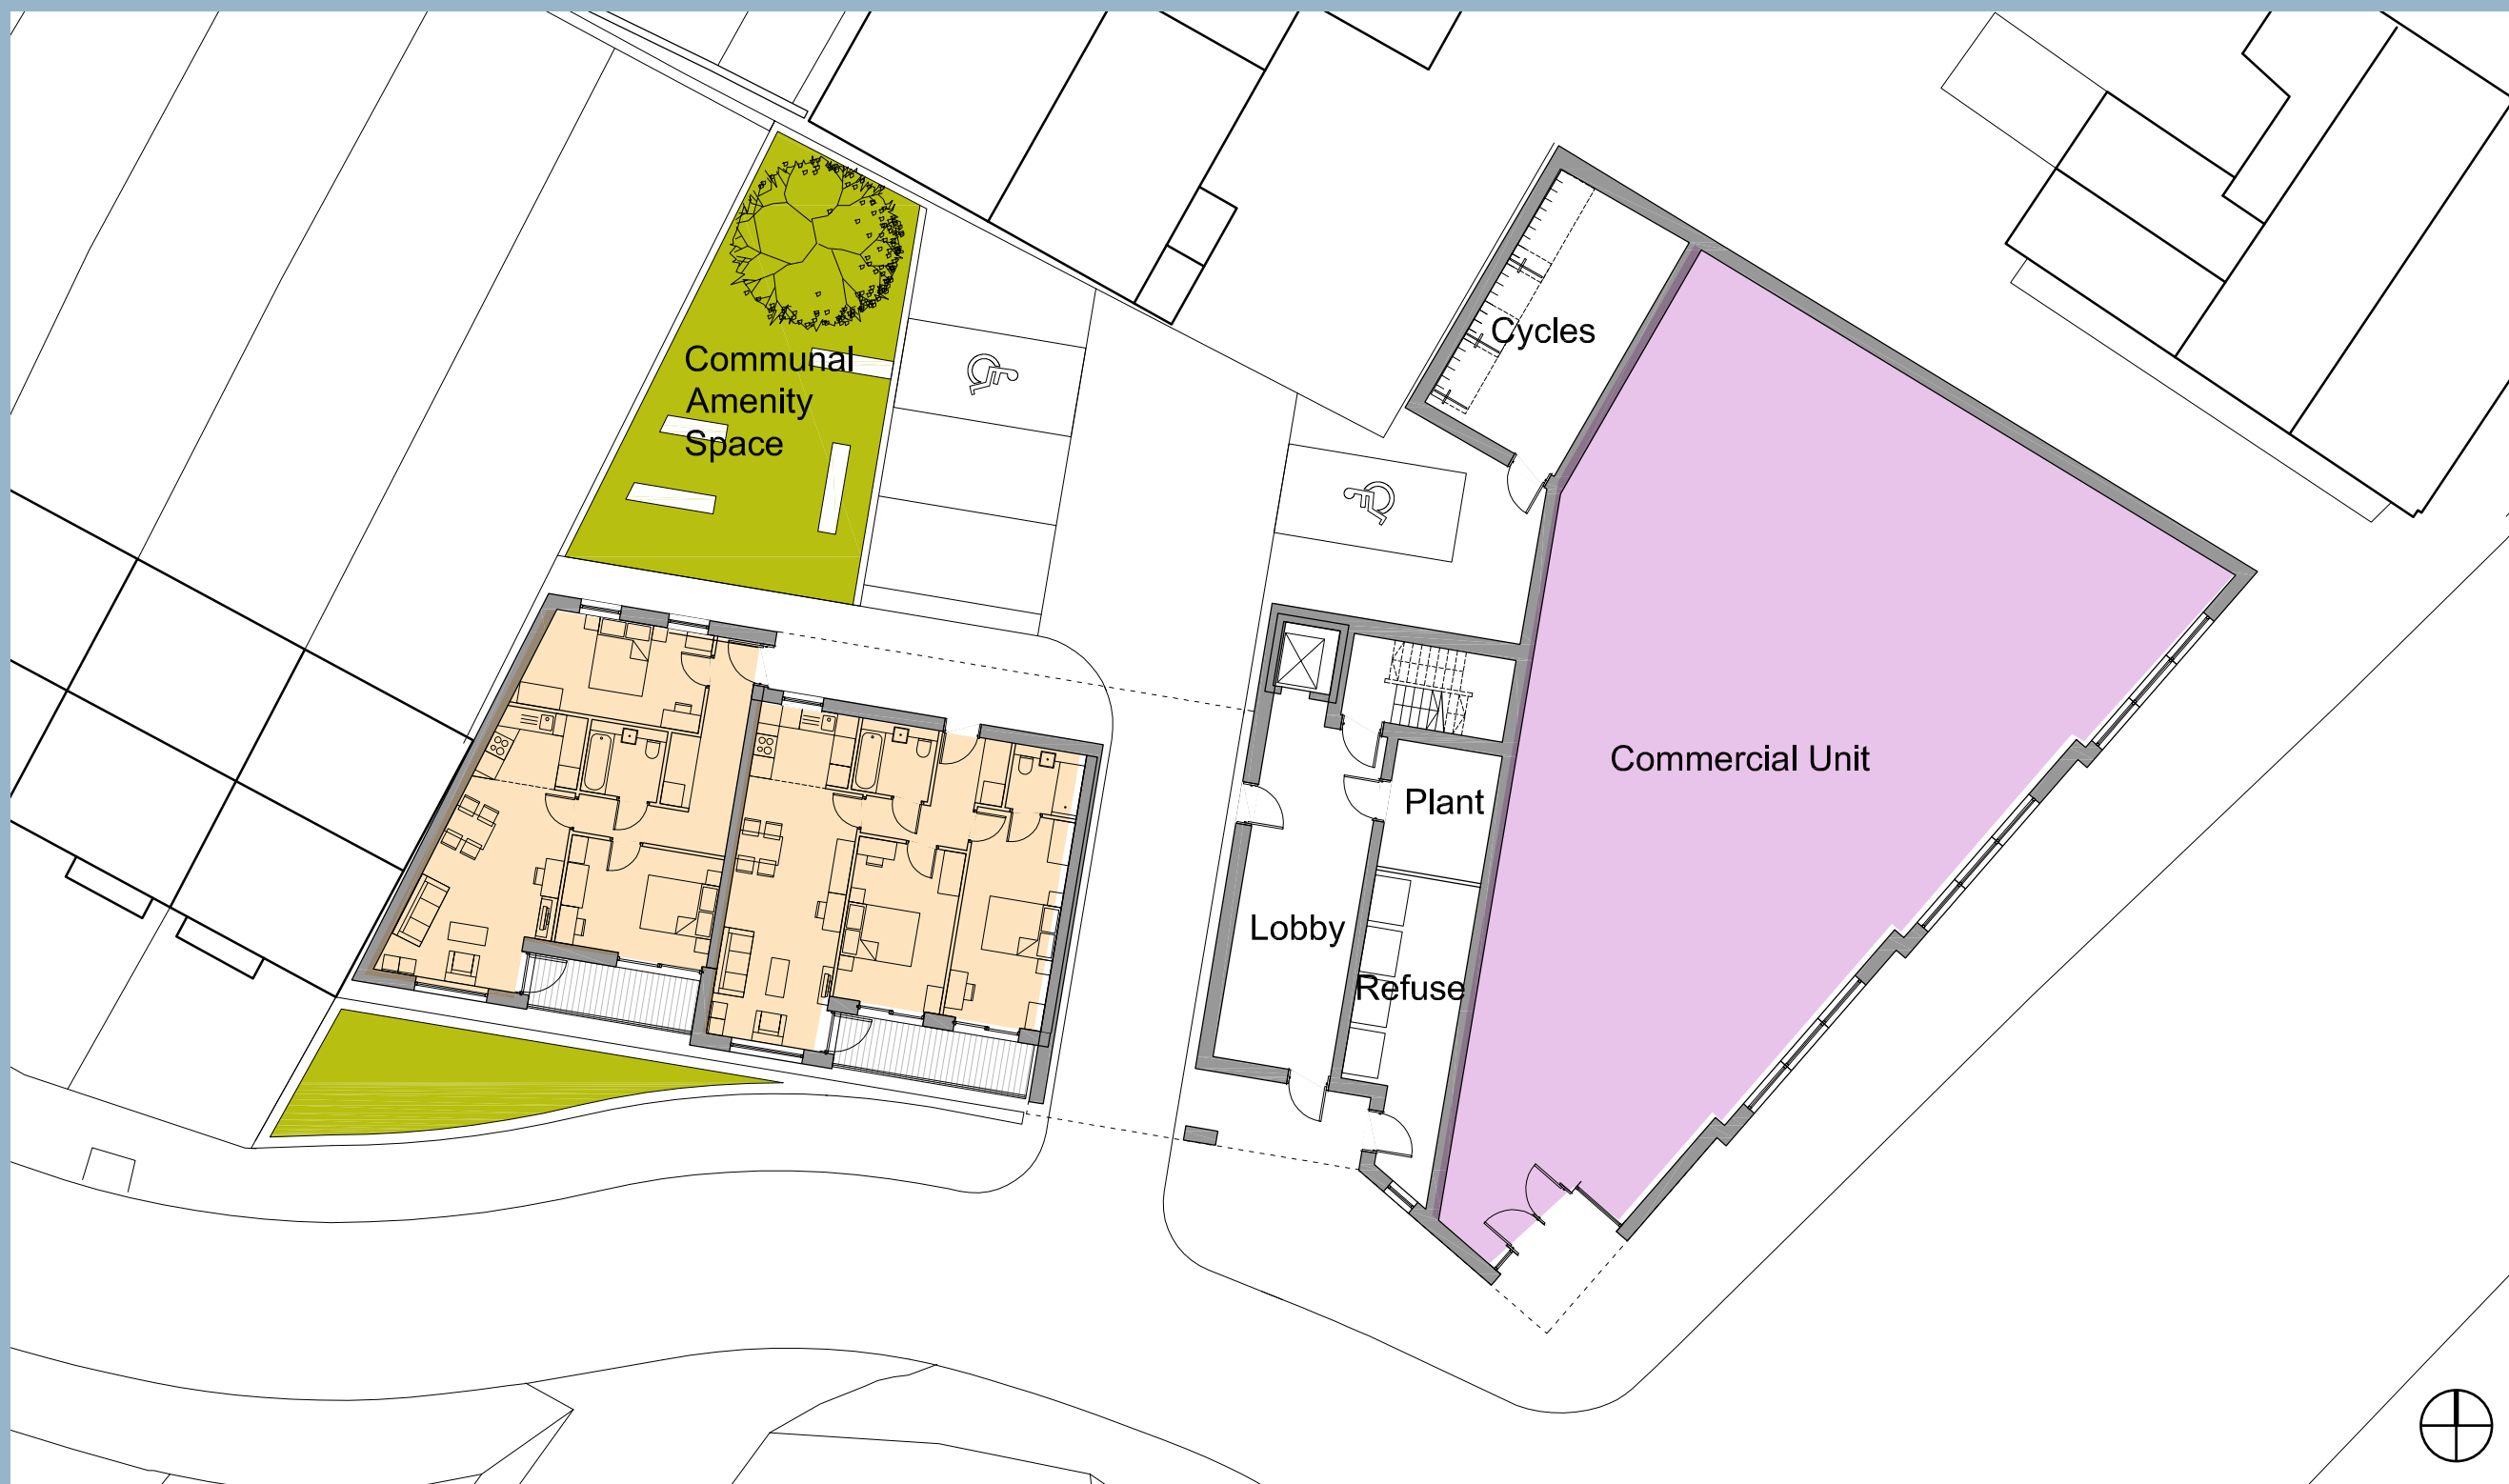 Cycles
Communal
Amenity
Space
Commercial Unit
Plant
Lobby
Refuse